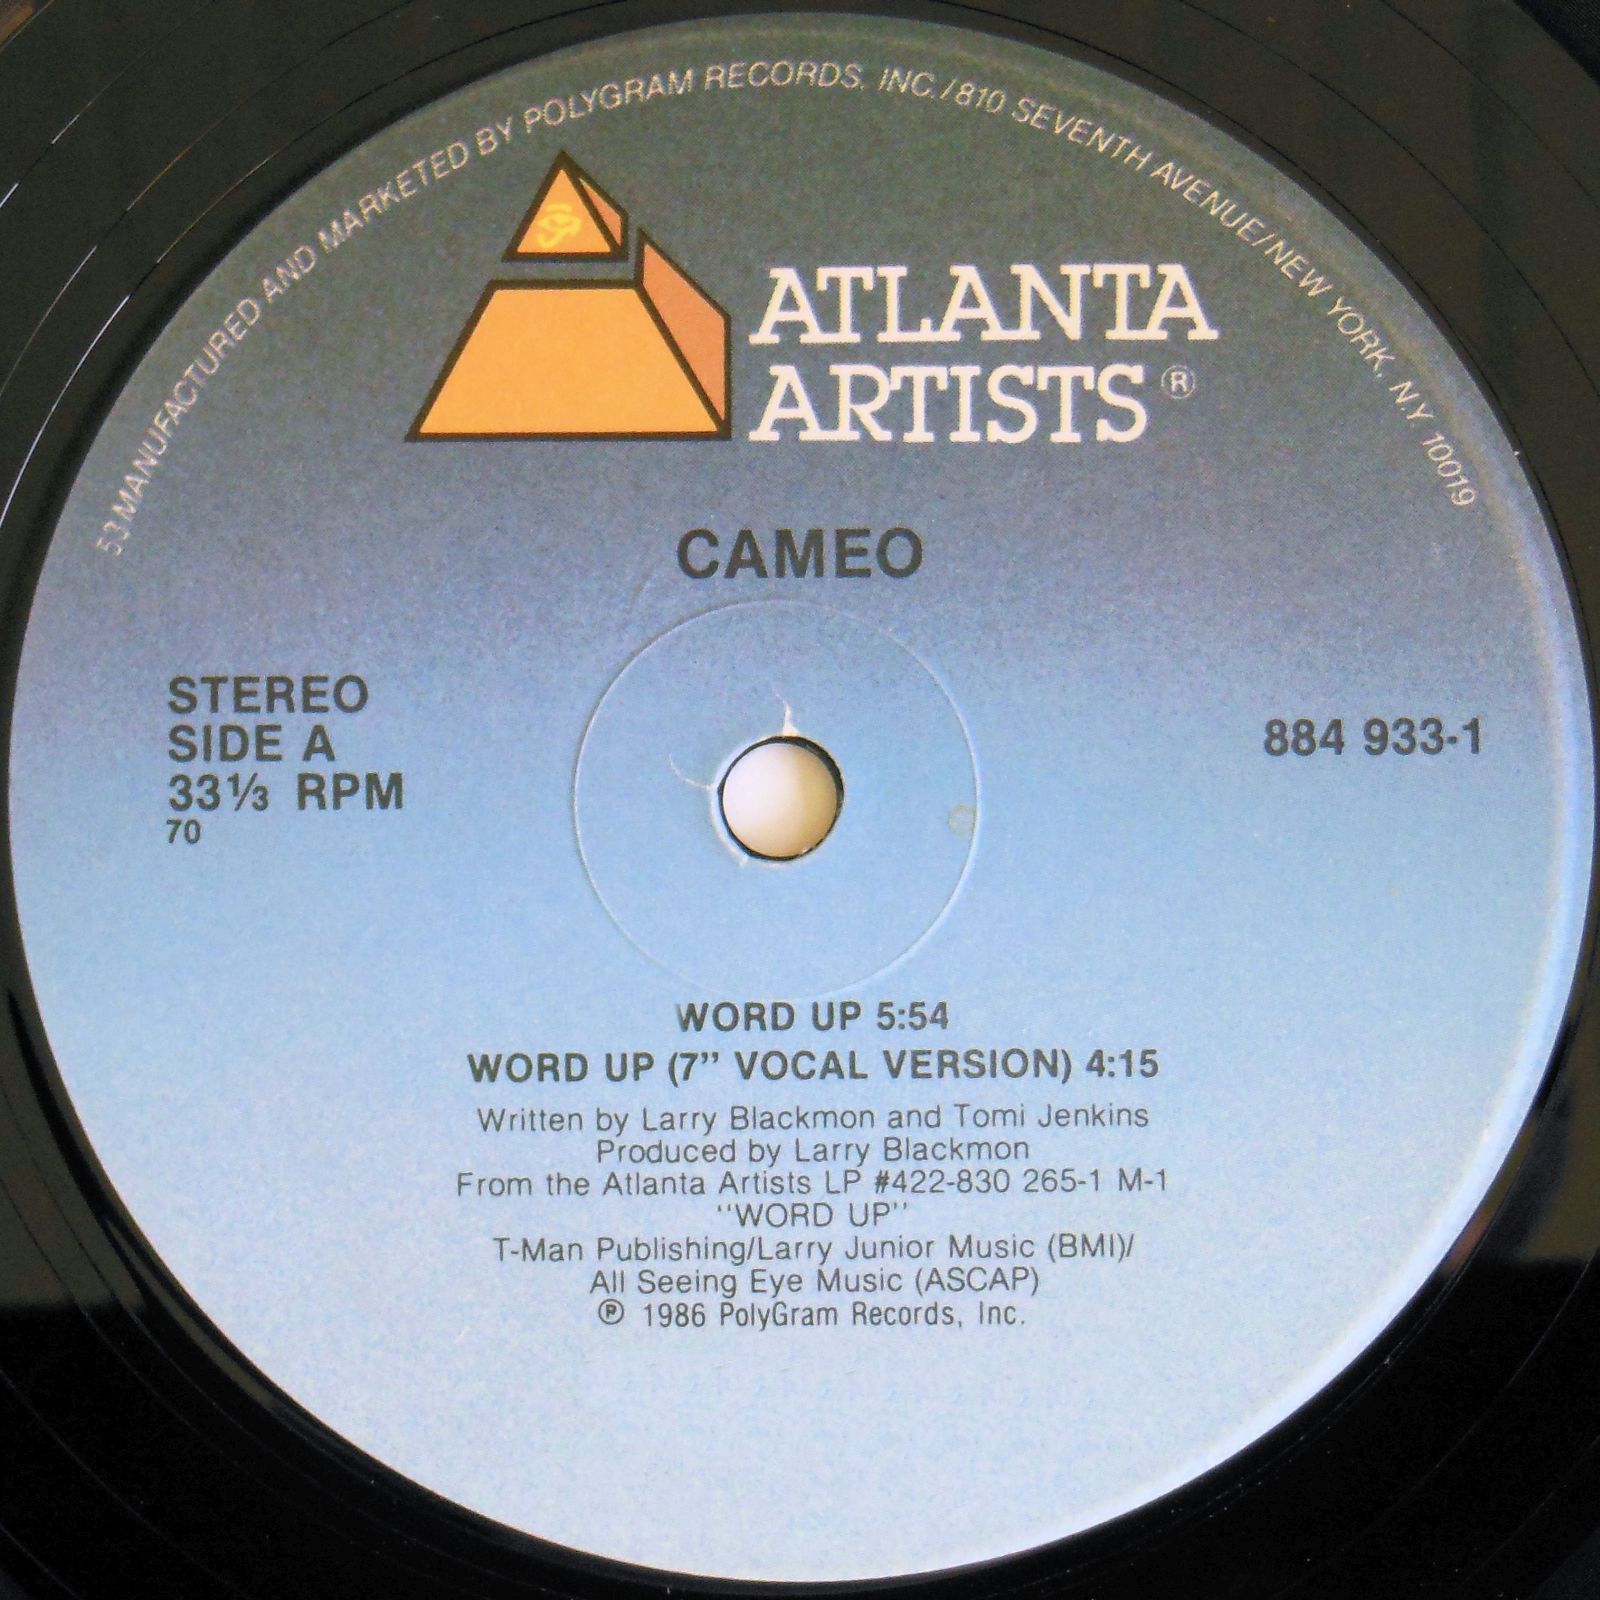 53 MANUFACTURED AND MARKETED BY POLYGRAM RECORDS, INC./810 SEVENTH AVENUE/NEW YORK, N.Y. 10019
ATLANTA
ARTISTS®
CAMEO
STEREO
SIDE A
33⅓ RPM
70
884 933-1
WORD UP 5:54
WORD UP (7” VOCAL VERSION) 4:15
Written by Larry Blackmon and Tomi Jenkins
Produced by Larry Blackmon
From the Atlanta Artists LP #422-830 265-1 M-1
“WORD UP”
T-Man Publishing/Larry Junior Music (BMI)/
All Seeing Eye Music (ASCAP)
℗ 1986 PolyGram Records, Inc.